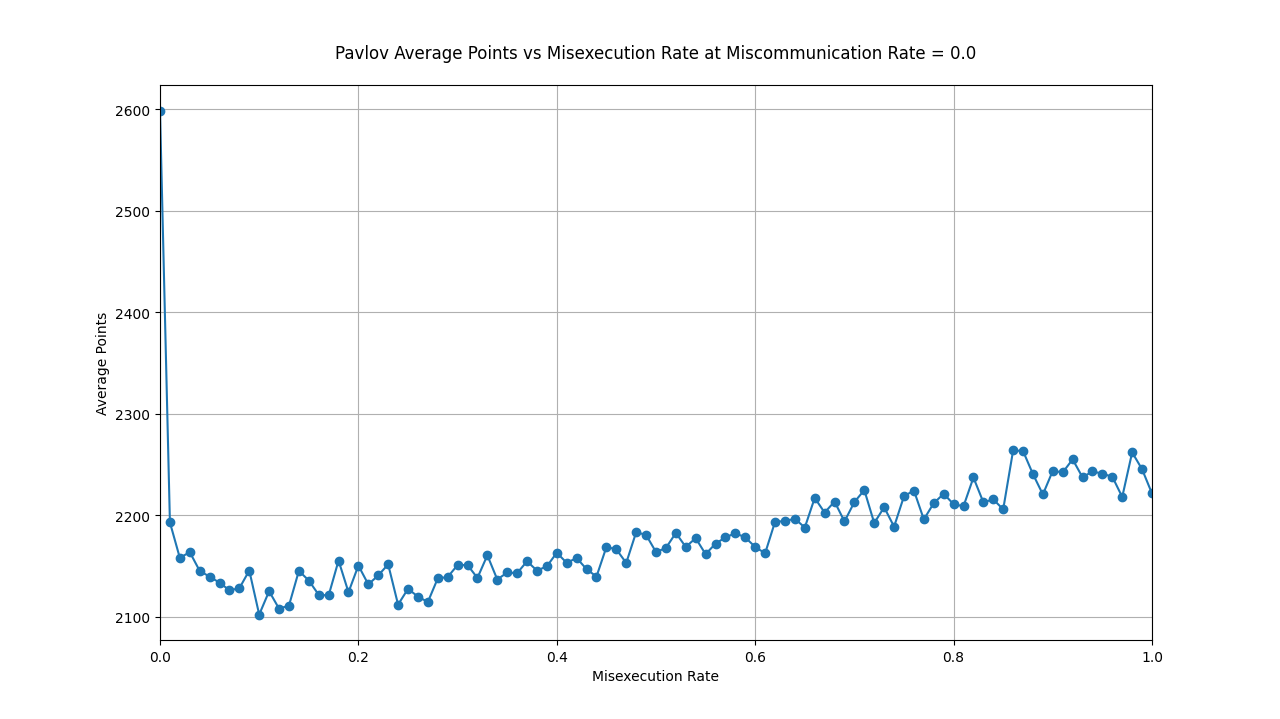 Pavlov Average Points vs Misexecution Rate at Miscommunication Rate = 0.0
2600
2500
2400
2300
2200
2100
Average Points
0.0 0.2 0.4 0.6 0.8 1.0
Misexecution Rate